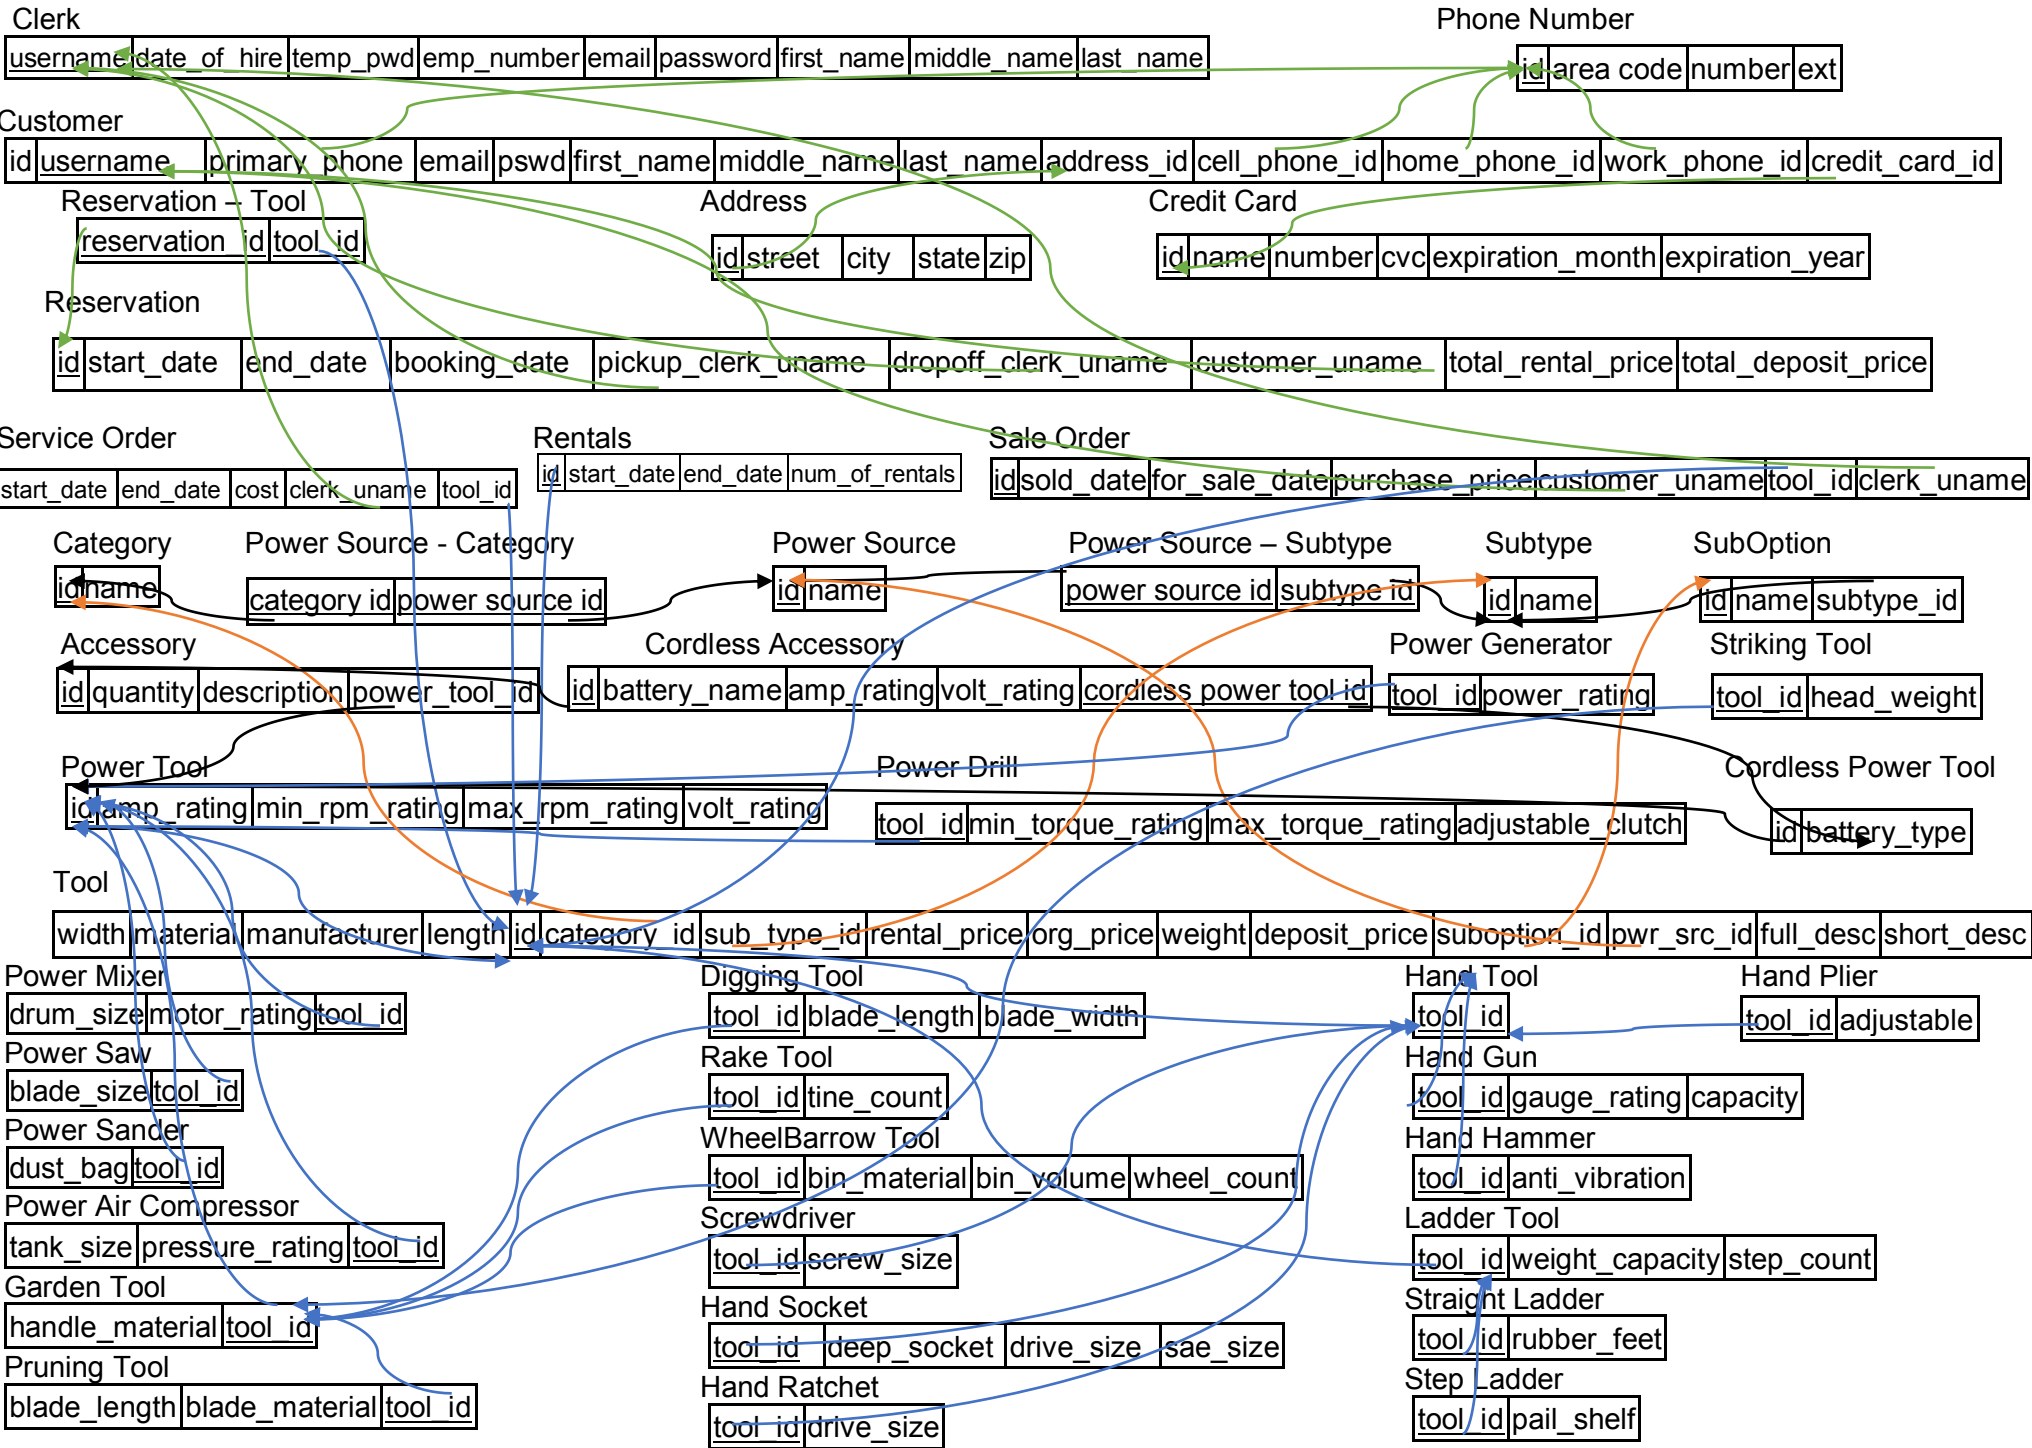 Clerk
Phone Number
username date_of_hire temp_pwd emp_number email password first_name middle_name last_name
id area code number ext
Customer
id username primary_phone email pswd first_name middle_name last_name address_id cell_phone_id home_phone_id work_phone_id credit_card_id
Reservation – Tool
Address
Credit Card
reservation_id tool_id
id street city state zip
id name number cvc expiration_month expiration_year
Reservation
id start_date end_date booking_date pickup_clerk_uname dropoff_clerk_uname customer_uname total_rental_price total_deposit_price
Service Order
Rentals
Sale Order
start_date end_date cost clerk_uname tool_id
id start_date end_date num_of_rentals
id sold_date for_sale_date purchase_price customer_uname tool_id clerk_uname
Category
Power Source - Category
Power Source
Power Source – Subtype
Subtype
SubOption
id name
category id power source id
id name
power source id subtype id
id name
id name subtype_id
Accessory
Cordless Accessory
Power Generator
Striking Tool
id quantity description power_tool_id
id battery_name amp_rating volt_rating cordless power tool id
tool_id power_rating
tool_id head_weight
Power Tool
Power Drill
Cordless Power Tool
id amp_rating min_rpm_rating max_rpm_rating volt_rating
tool_id min_torque_rating max_torque_rating adjustable_clutch
id battery_type
Tool
width material manufacturer length id category_id sub_type_id rental_price org_price weight deposit_price suboption_id pwr_src_id full_desc short_desc
Power Mixer
Digging Tool
Hand Tool
Hand Plier
drum_size motor_rating tool_id
tool_id blade_length blade_width
tool_id
tool_id adjustable
Power Saw
Rake Tool
Hand Gun
blade_size tool_id
tool_id tine_count
tool_id gauge_rating capacity
Power Sander
WheelBarrow Tool
Hand Hammer
dust_bag tool_id
tool_id bin_material bin_volume wheel_count
tool_id anti_vibration
Power Air Compressor
Screwdriver
Ladder Tool
tank_size pressure_rating tool_id
tool_id screw_size
tool_id weight_capacity step_count
Garden Tool
Hand Socket
Straight Ladder
handle_material tool_id
tool_id deep_socket drive_size sae_size
tool_id rubber_feet
Pruning Tool
Hand Ratchet
Step Ladder
blade_length blade_material tool_id
tool_id drive_size
tool_id pail_shelf